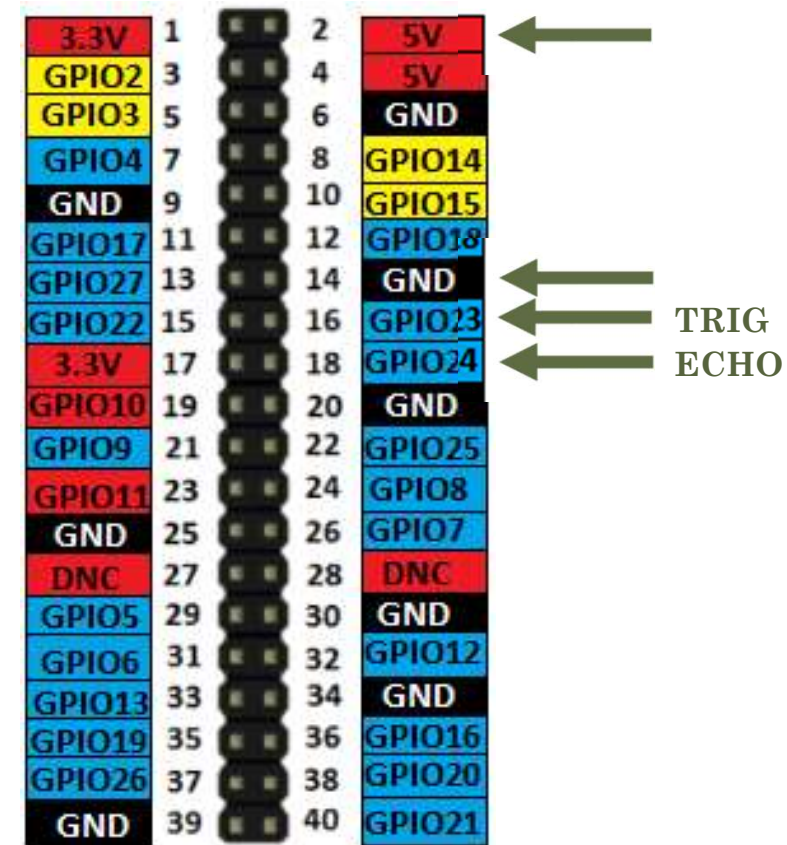 3.3V 1 2 5V
GPIO2 3 4 5V
GPIO3 5 6 GND
GPIO4 7 8 GPIO14
GND 9 10 GPIO15
GPIO17 11 12 GPIO18
GPIO27 13 14 GND
GPIO22 15 16 GPIO23 TRIG
3.3V 17 18 GPIO24 ECHO
GPIO10 19 20 GND
GPIO9 21 22 GPIO25
GPIO11 23 24 GPIO8
GND 25 26 GPIO7
DNC 27 28 DNC
GPIO5 29 30 GND
GPIO6 31 32 GPIO12
GPIO13 33 34 GND
GPIO19 35 36 GPIO16
GPIO26 37 38 GPIO20
GND 39 40 GPIO21